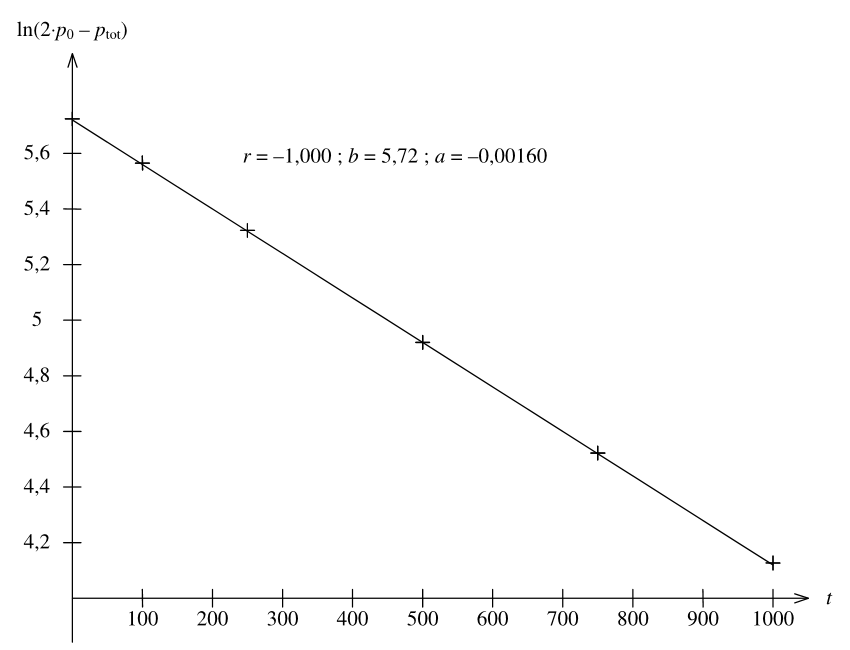 ln(2·p₀ – pₜₒₜ)
r = –1,000 ; b = 5,72 ; a = –0,00160
5,6
5,4
5,2
5
4,8
4,6
4,4
4,2
100 200 300 400 500 600 700 800 900 1000 t